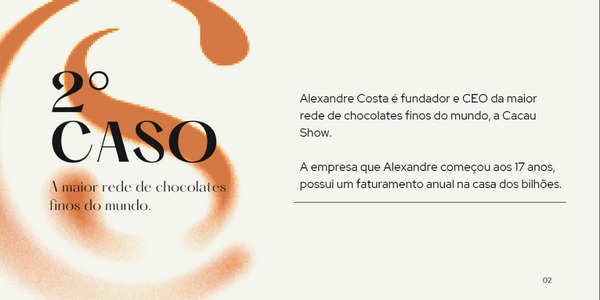 2º
CASO
A maior rede de chocolates
finos do mundo.
Alexandre Costa é fundador e CEO da maior
rede de chocolates finos do mundo, a Cacau
Show.
A empresa que Alexandre começou aos 17 anos,
possui um faturamento anual na casa dos bilhões.
02